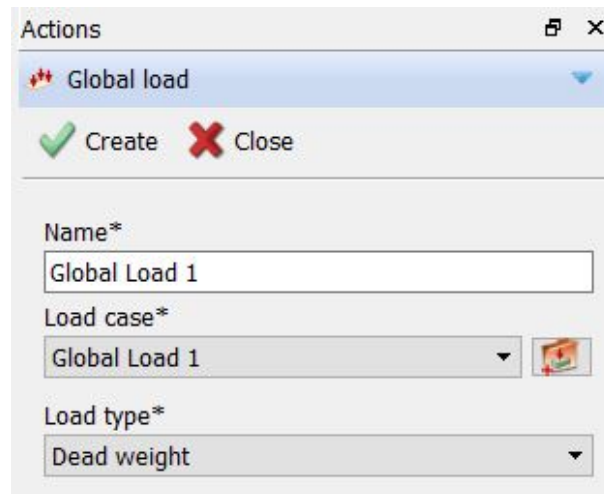 Actions
Global load
Create Close
Name*
Global Load 1
Load case*
Global Load 1
Load type*
Dead weight